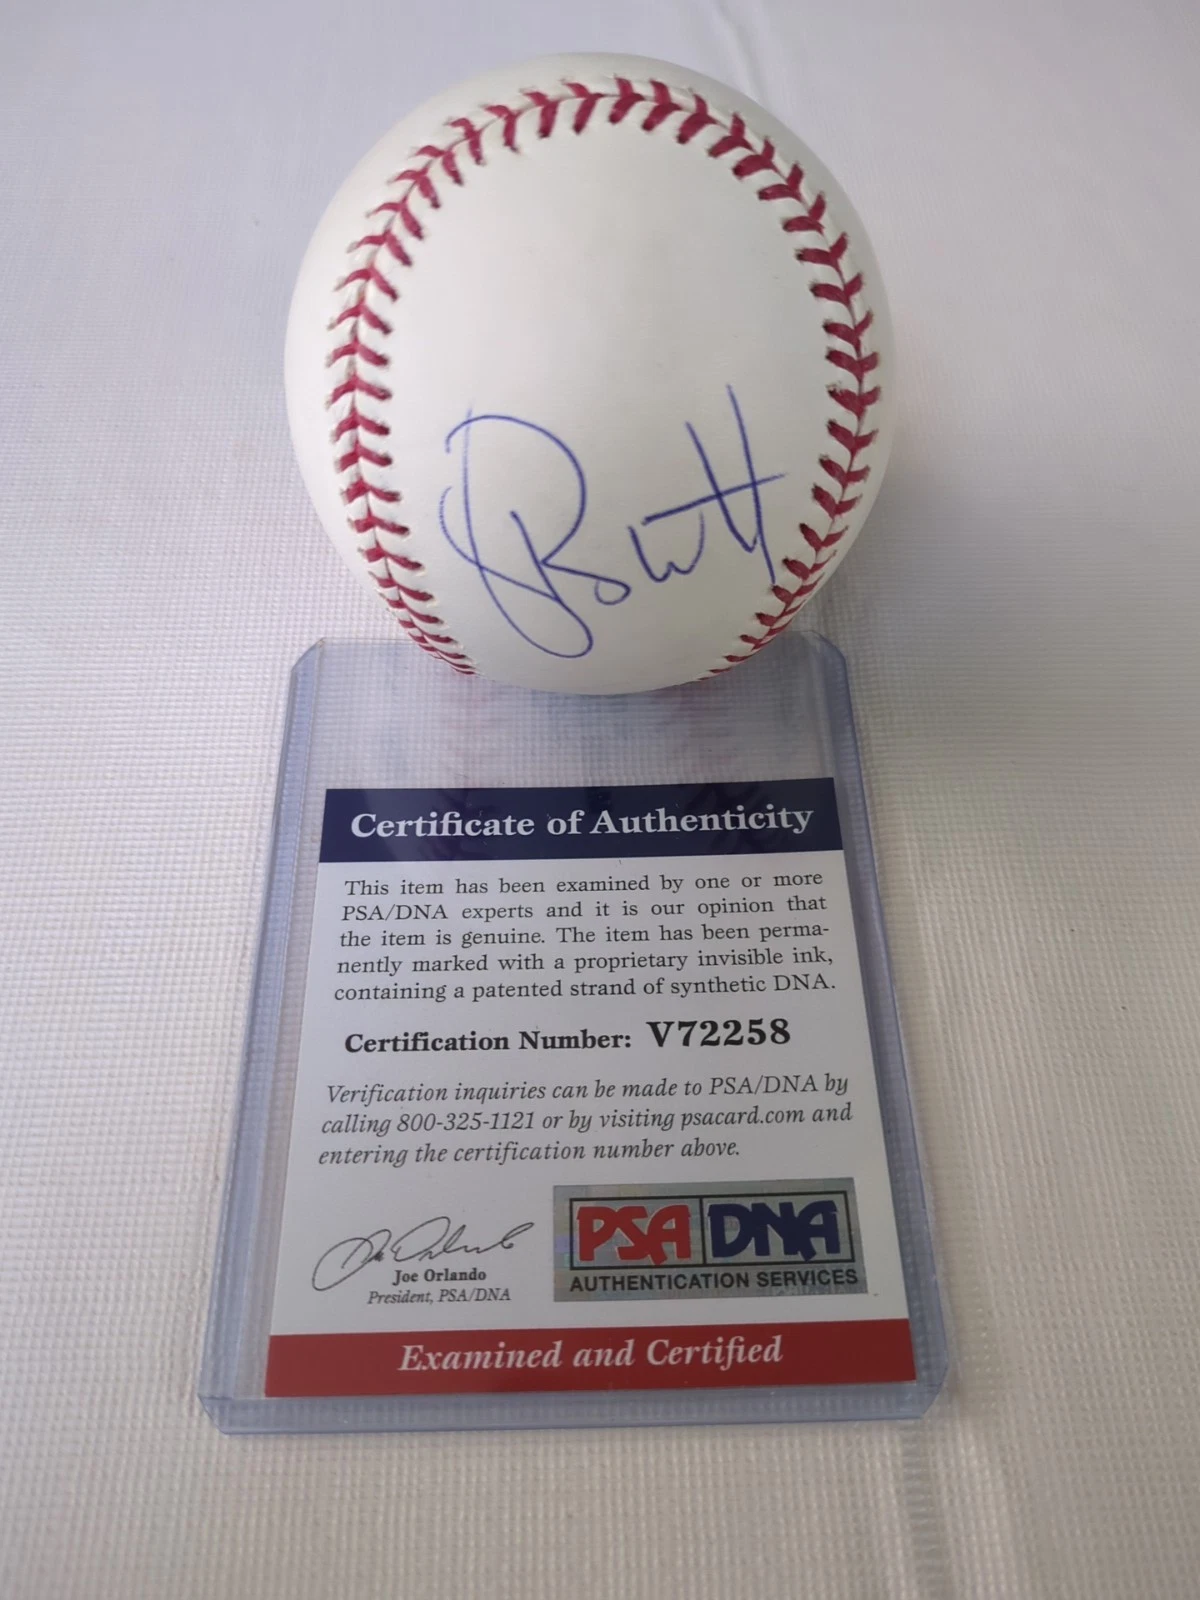 Certificate of Authenticity
This item has been examined by one or more
PSA/DNA experts and it is our opinion that
the item is genuine. The item has been perma-
nently marked with a proprietary invisible ink,
containing a patented strand of synthetic DNA.
Certification Number: V72258
Verification inquiries can be made to PSA/DNA by
calling 800-325-1121 or by visiting psacard.com and
entering the certification number above.
Joe Orlando
President, PSA/DNA
PSA DNA
AUTHENTICATION SERVICES
Examined and Certified